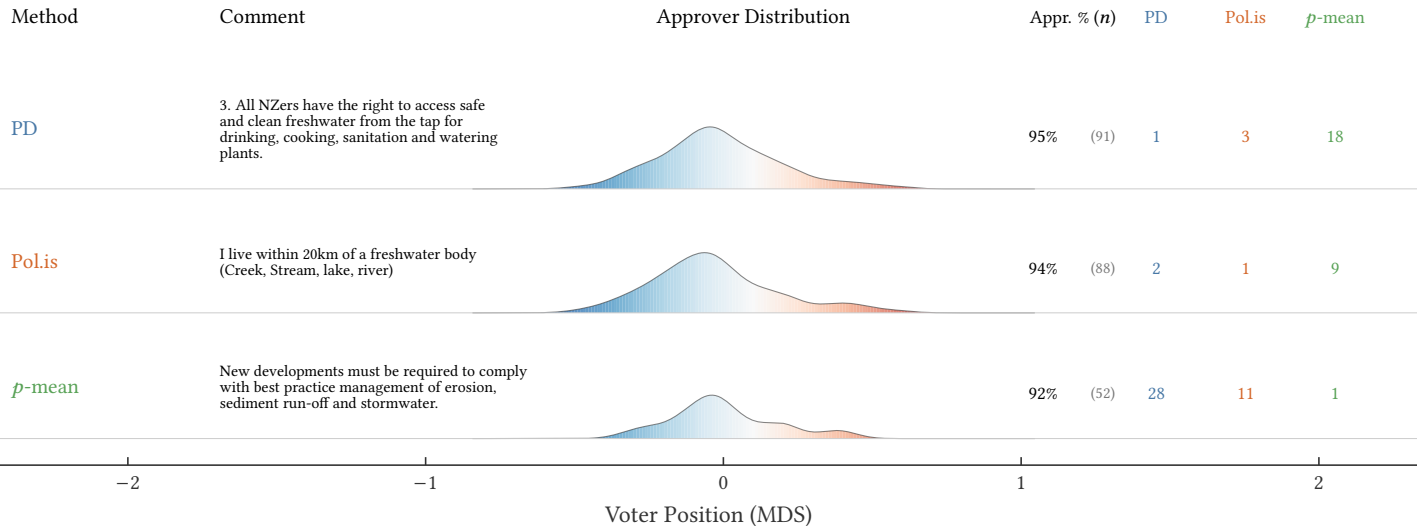 Method Comment Approver Distribution Appr. % (n) PD Pol.is p-mean
3. All NZers have the right to access safe
and clean freshwater from the tap for
drinking, cooking, sanitation and watering
plants.
PD 95% (91) 1 3 18
I live within 20km of a freshwater body
(Creek, Stream, lake, river)
Pol.is 94% (88) 2 1 9
New developments must be required to comply
with best practice management of erosion,
sediment run-off and stormwater.
p-mean 92% (52) 28 11 1
−2 −1 0 1 2
Voter Position (MDS)